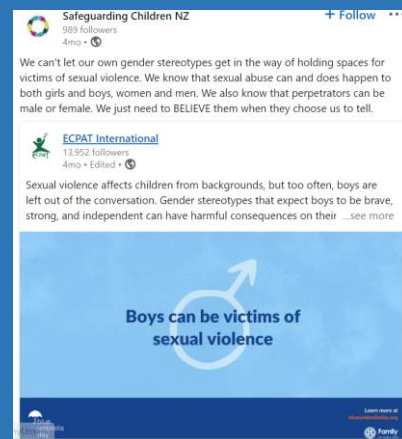 Safeguarding Children NZ
+ Follow
989 followers
4mo •
We can't let our own gender stereotypes get in the way of holding spaces for
victims of sexual violence. We know that sexual abuse can and does happen to
both girls and boys, women and men. We also know that perpetrators can be
male or female. We just need to BELIEVE them when they choose us to tell.
ECPAT International
13,952 followers
4mo • Edited •
Sexual violence affects children from backgrounds, but too often, boys are
left out of the conversation. Gender stereotypes that expect boys to be brave,
strong, and independent can have harmful consequences on their ...see more
Boys can be victims of
sexual violence
Learn more at
blue
umbrella
day
Family